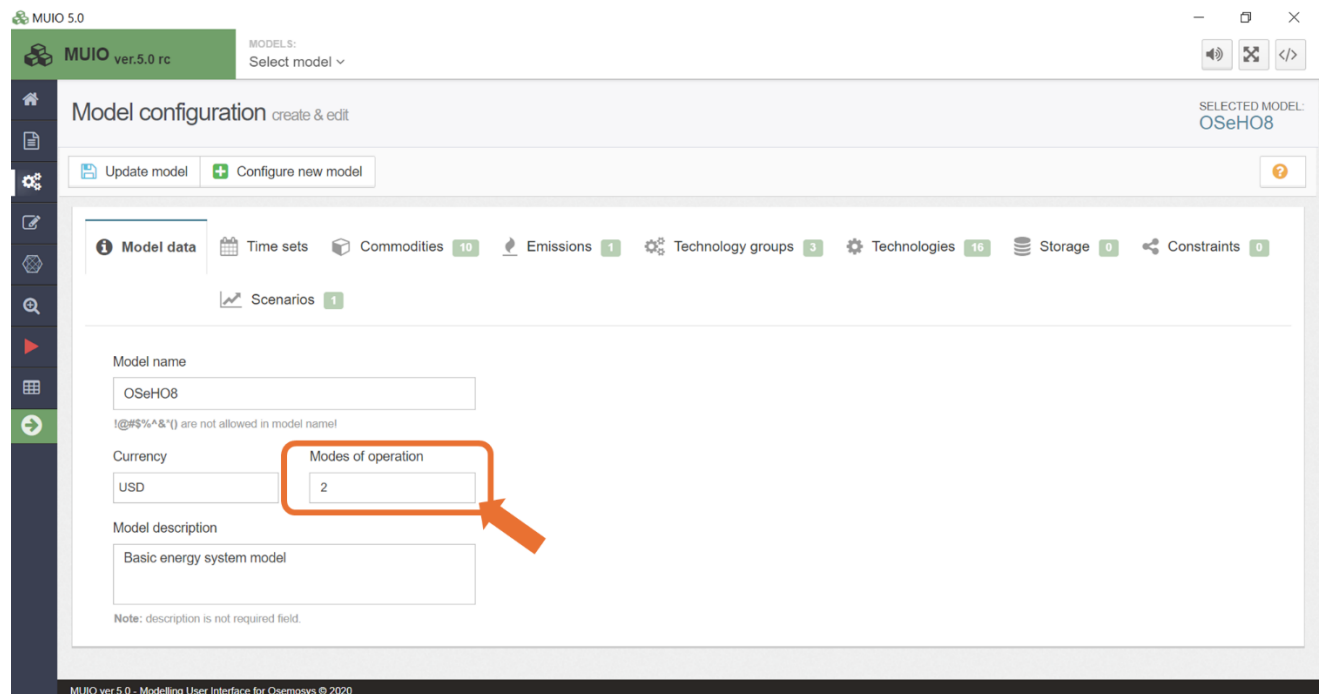 MUIO 5.0
MUIO ver.5.0 rc
MODELS:
Select model
Model configuration create & edit
SELECTED MODEL:
OSeHO8
Update model
Configure new model
Model data
Time sets
Commodities 10
Emissions 1
Technology groups 3
Technologies 16
Storage 0
Constraints 0
Scenarios 1
Model name
OSeHO8
!@#$%^&*() are not allowed in model name!
Currency
Modes of operation
USD
2
Model description
Basic energy system model
Note: description is not required field.
MUIO ver.5.0 - Modelling User Interface for Osemosys © 2020